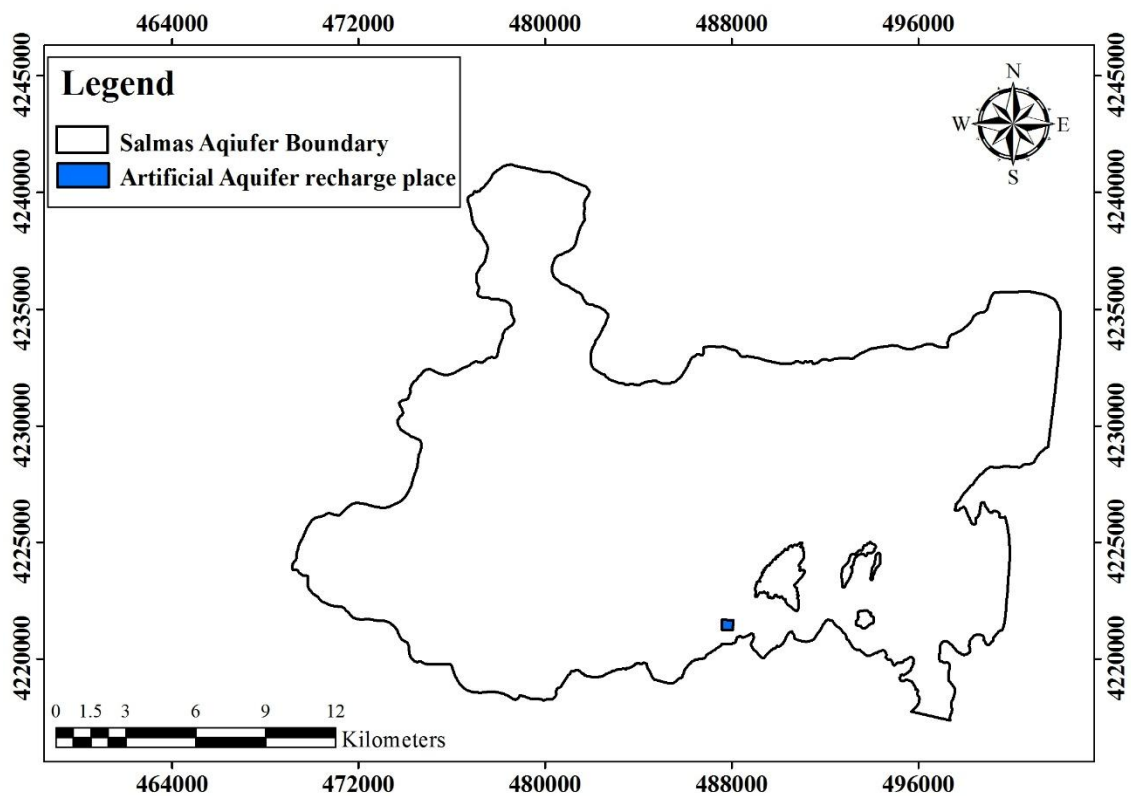 464000 472000 480000 488000 496000
Legend
Salmas Aqiufer Boundary
Artificial Aquifer recharge place
N
W E
S
4245000 4245000
4240000 4240000
4235000 4235000
4230000 4230000
4225000 4225000
4220000 4220000
0 1.5 3 6 9 12
Kilometers
464000 472000 480000 488000 496000